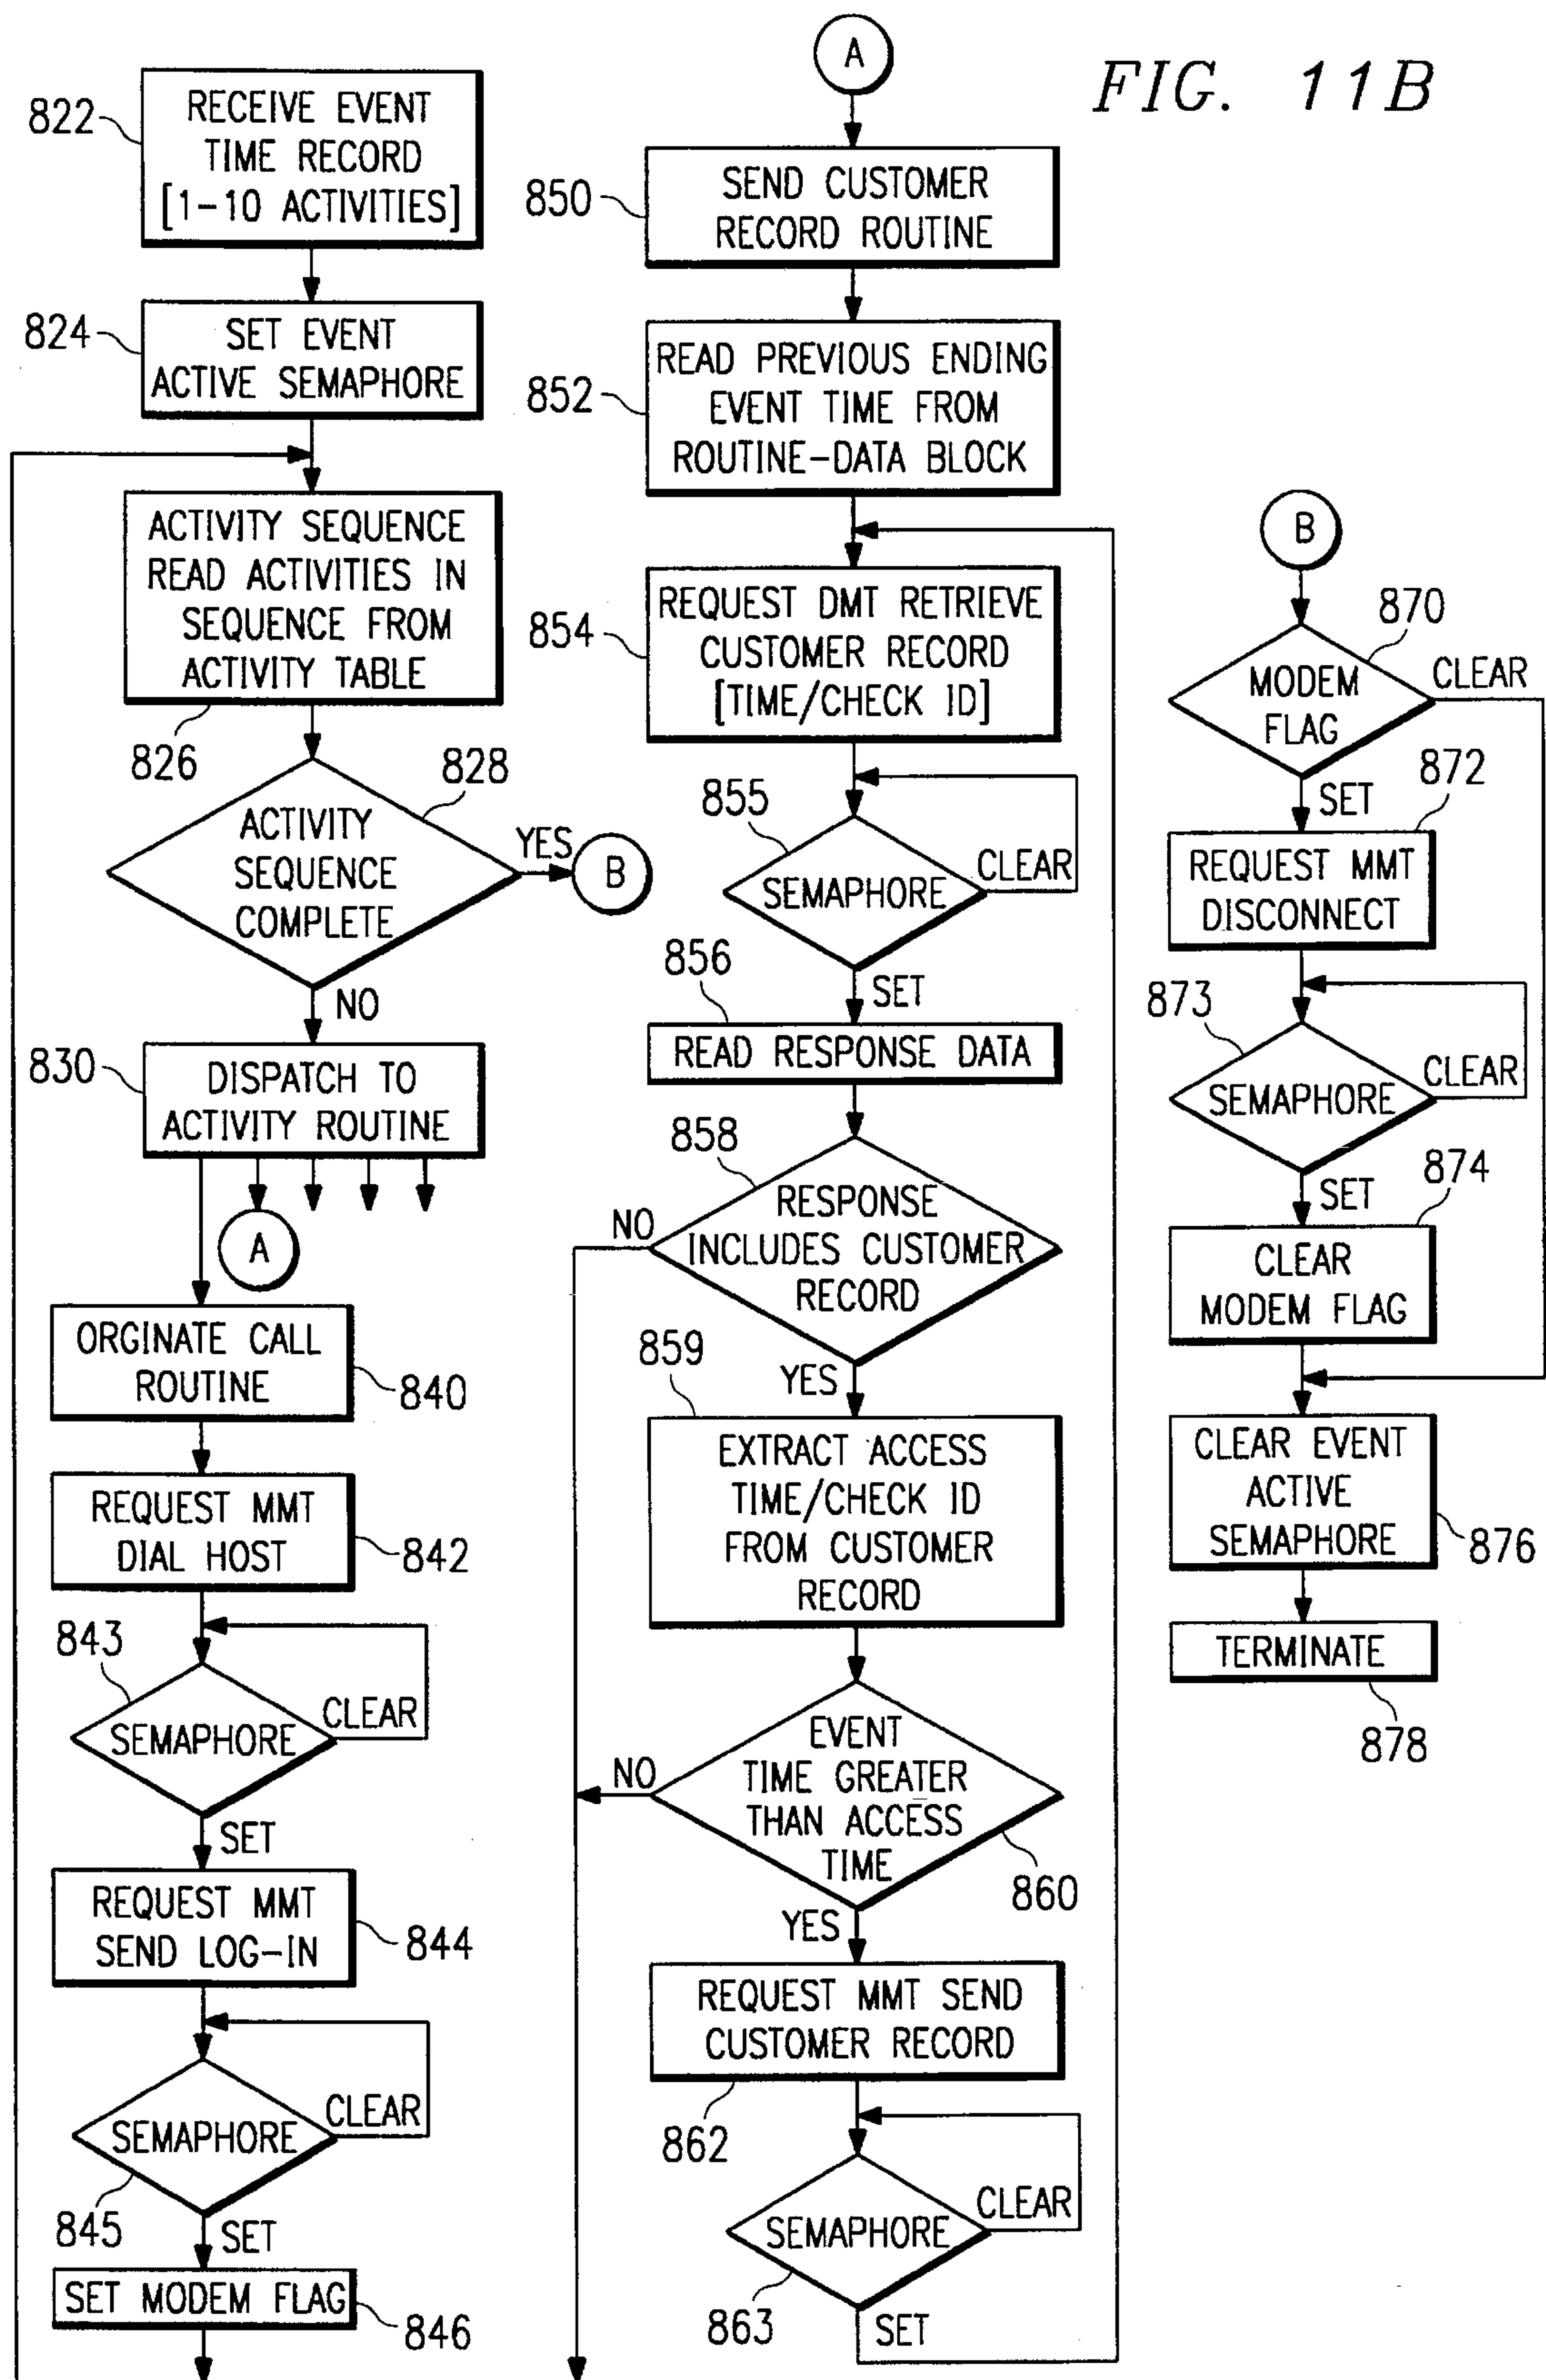 FIG. 11B
822
RECEIVE EVENT
TIME RECORD
[1-10 ACTIVITIES]
824
SET EVENT
ACTIVE SEMAPHORE
ACTIVITY SEQUENCE
READ ACTIVITIES IN
SEQUENCE FROM
ACTIVITY TABLE
826
828
ACTIVITY
SEQUENCE
COMPLETE
YES
B
NO
830
DISPATCH TO
ACTIVITY ROUTINE
A
ORGINATE CALL
ROUTINE
840
REQUEST MMT
DIAL HOST
842
843
SEMAPHORE
CLEAR
SET
REQUEST MMT
SEND LOG-IN
844
SEMAPHORE
CLEAR
845
SET
SET MODEM FLAG
846
A
850
SEND CUSTOMER
RECORD ROUTINE
852
READ PREVIOUS ENDING
EVENT TIME FROM
ROUTINE-DATA BLOCK
854
REQUEST DMT RETRIEVE
CUSTOMER RECORD
[TIME/CHECK ID]
855
SEMAPHORE
CLEAR
856
SET
READ RESPONSE DATA
858
RESPONSE
INCLUDES CUSTOMER
RECORD
NO
859
YES
EXTRACT ACCESS
TIME/CHECK ID
FROM CUSTOMER
RECORD
EVENT
TIME GREATER
THAN ACCESS
TIME
NO
860
YES
REQUEST MMT SEND
CUSTOMER RECORD
862
SEMAPHORE
CLEAR
863
SET
B
870
MODEM
FLAG
CLEAR
SET
872
REQUEST MMT
DISCONNECT
873
SEMAPHORE
CLEAR
SET
874
CLEAR
MODEM FLAG
CLEAR EVENT
ACTIVE
SEMAPHORE
876
TERMINATE
878